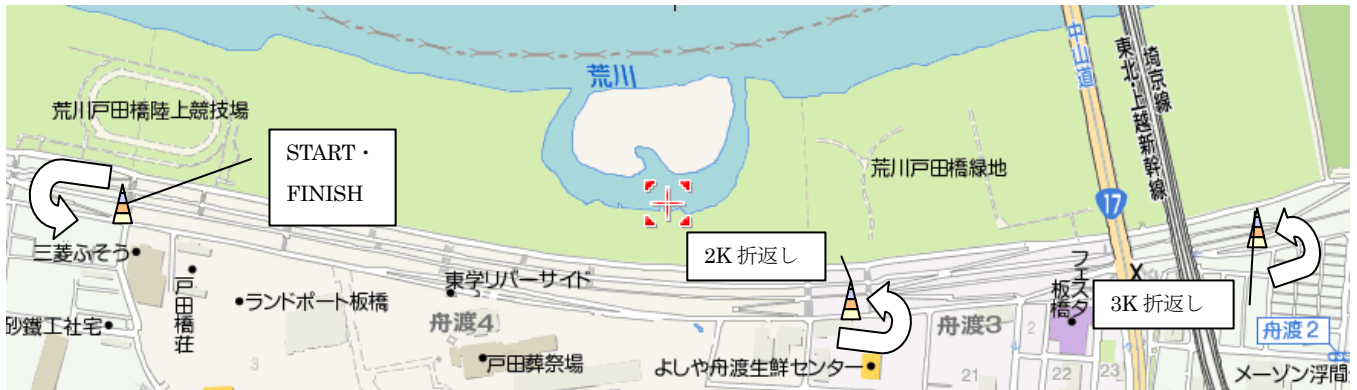 荒川
中山道
埼京線
東北・上越新幹線
荒川戸田橋陸上競技場
START・
FINISH
荒川戸田橋緑地
17
三菱ふそう
戸田橋荘
2K 折返し
東学リバーサイド
ランドポート板橋
フェスタ
板橋
3K 折返し
砂鐵工社宅
舟渡4
舟渡3
2
舟渡2
3
戸田葬祭場
よしや舟渡生鮮センター
21
22
23
メーゾン浮間